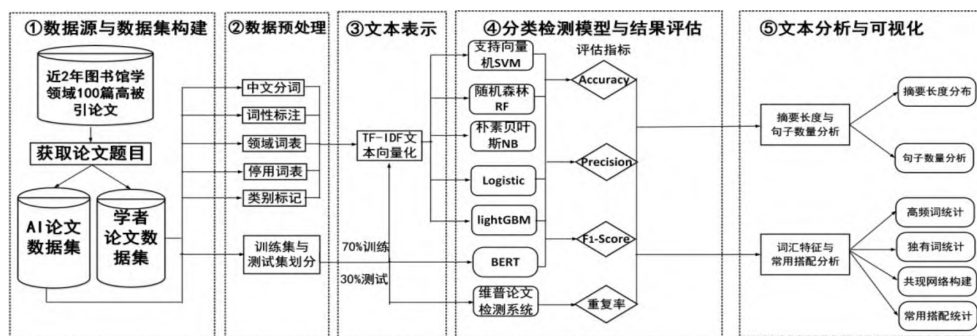 ①数据源与数据集构建
近2年图书馆学
领域100篇高被
引论文
获取论文题目
AI论文
数据集
学者
论文数
据集
②数据预处理
中文分词
词性标注
领域词表
停用词表
类别标记
训练集与
测试集划分
③文本表示
TF-IDF文
本向量化
70%训练
30%测试
④分类检测模型与结果评估
支持向量
机SVM
随机森林
RF
朴素贝叶
斯NB
Logistic
lightGBM
BERT
维普论文
检测系统
评估指标
Accuracy
Precision
F1-Score
重复率
⑤文本分析与可视化
摘要长度与
句子数量分析
摘要长度分布
句子数量分析
词汇特征与
常用搭配分析
高频词统计
独有词统计
共现网络构建
常用搭配统计